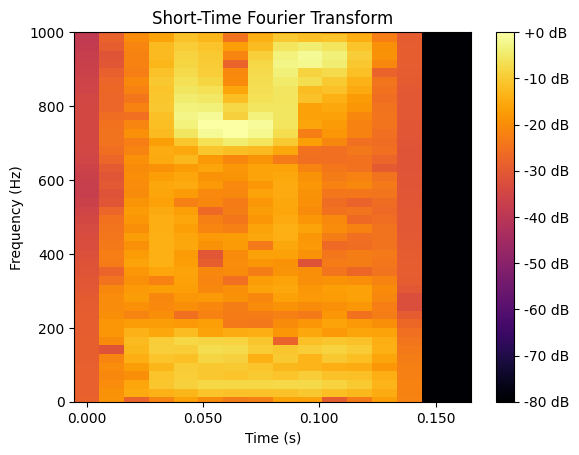 Short-Time Fourier Transform
1000
800
600
400
200
0
Frequency (Hz)
0.000
0.050
0.100
0.150
Time (s)
+0 dB
-10 dB
-20 dB
-30 dB
-40 dB
-50 dB
-60 dB
-70 dB
-80 dB